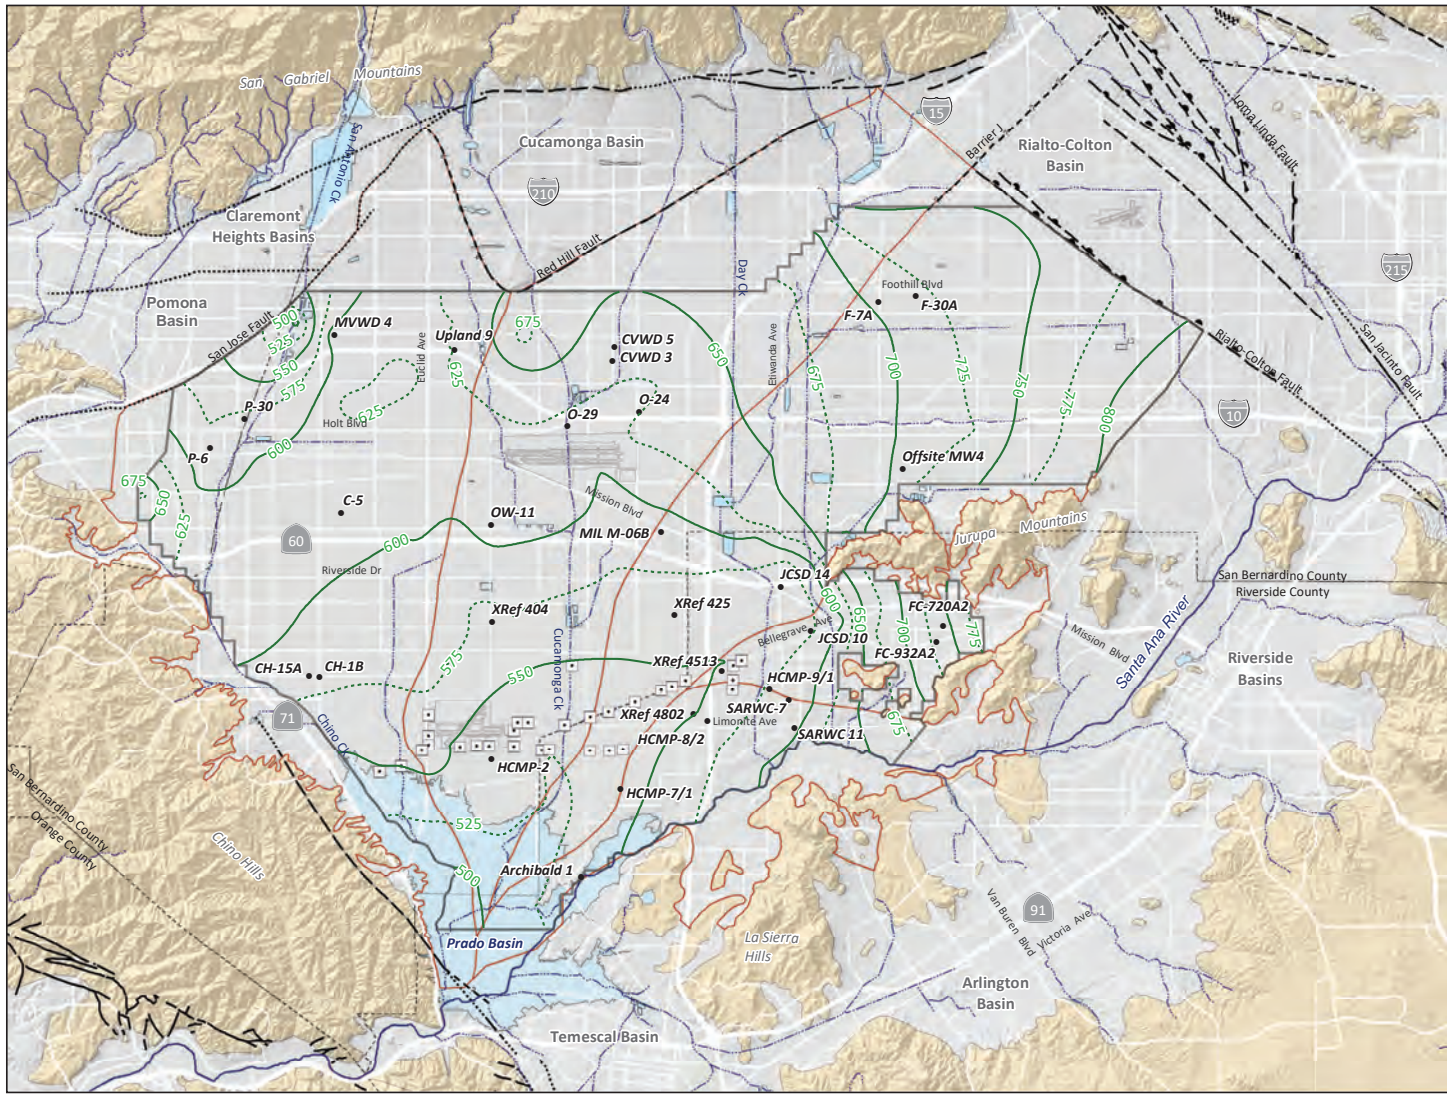 San Gabriel Mountains
San Antonio Ck
Cucamonga Basin
15
Barrier J
Rialto-Colton
Basin
Loma Linda Fault
210
Claremont
Heights Basins
Red Hill Fault
Day Ck
215
Pomona
Basin
San Jose Fault
500
525
550
575
MVWD 4
Euclid Ave
Upland 9
625
675
CVWD 5
CVWD 3
650
Etiwanda Ave
675
Foothill Blvd
F-7A
F-30A
700
725
750
775
800
Rialto-Colton Fault
San Jacinto Fault
10
P-30
625
Holt Blvd
O-29
O-24
600
P-6
675
650
625
C-5
OW-11
Mission Blvd
MIL M-06B
Offsite MW4
Jurupa Mountains
60
600
Riverside Dr
JCSD 14
San Bernardino County
Riverside County
XRef 404
XRef 425
600
650
700
FC-720A2
775
Bellegrave Ave
JCSD 10
FC-932A2
Mission Blvd
Santa Ana River
Riverside
Basins
575
Cucamonga Ck
550
CH-15A
CH-1B
XRef 4513
HCMP-9/1
71
Chino Ck
XRef 4802
SARWC-7
Limonite Ave
675
HCMP-8/2
SARWC 11
HCMP-2
HCMP-7/1
San Bernardino County
Orange County
Chino Hills
525
500
Archibald 1
Prado Basin
La Sierra
Hills
Van Buren Blvd
91
Victoria Ave
Arlington
Basin
Temescal Basin